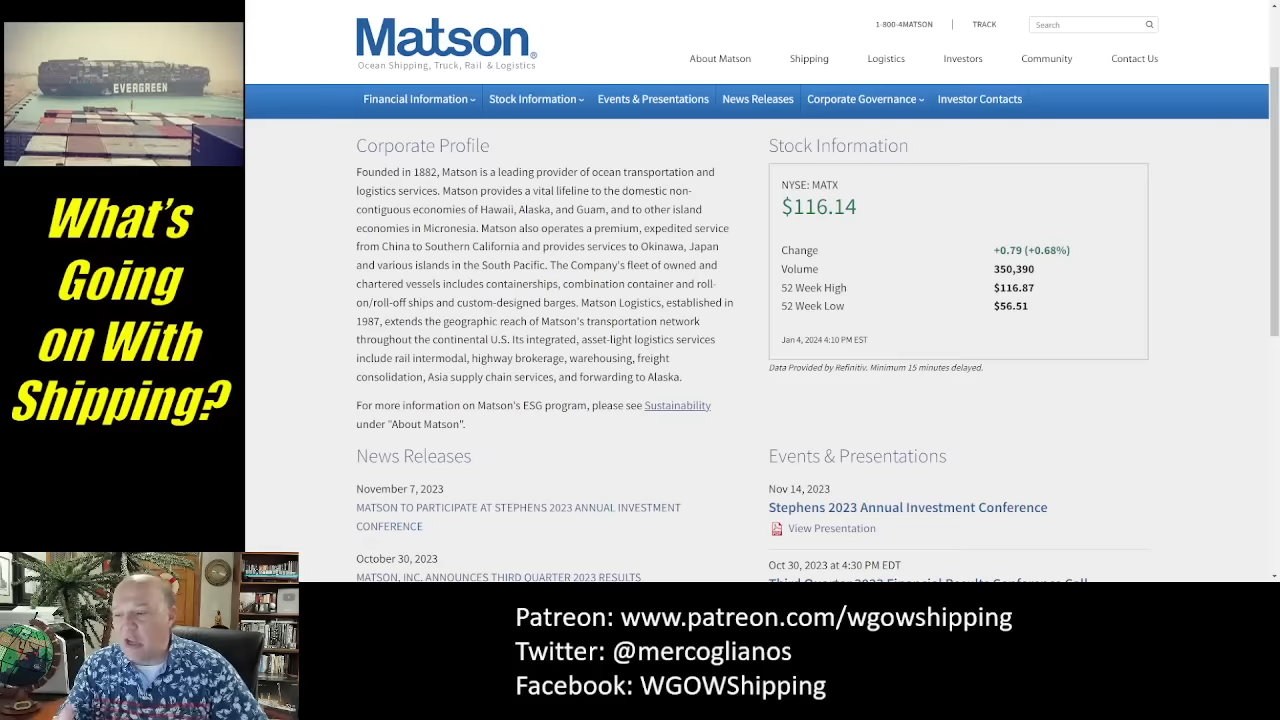 EVERGREEN
What's
Going
on With
Shipping?
Matson®
Ocean Shipping, Truck, Rail & Logistics
1-800-4MATSON | TRACK
Search
About Matson Shipping Logistics Investors Community Contact Us
Financial Information Stock Information Events & Presentations News Releases Corporate Governance Investor Contacts
Corporate Profile
Founded in 1882, Matson is a leading provider of ocean transportation and
logistics services. Matson provides a vital lifeline to the domestic non-
contiguous economies of Hawaii, Alaska, and Guam, and to other island
economies in Micronesia. Matson also operates a premium, expedited service
from China to Southern California and provides services to Okinawa, Japan
and various islands in the South Pacific. The Company's fleet of owned and
chartered vessels includes containerships, combination container and roll-
on/roll-off ships and custom-designed barges. Matson Logistics, established in
1987, extends the geographic reach of Matson's transportation network
throughout the continental U.S. Its integrated, asset-light logistics services
include rail intermodal, highway brokerage, warehousing, freight
consolidation, Asia supply chain services, and forwarding to Alaska.
For more information on Matson's ESG program, please see Sustainability
under "About Matson".
Stock Information
NYSE: MATX
$116.14
Change +0.79 (+0.68%)
Volume 350,390
52 Week High $116.87
52 Week Low $56.51
Jan 4, 2024 4:10 PM EST
Data Provided by Refinitiv. Minimum 15 minutes delayed.
News Releases
November 7, 2023
MATSON TO PARTICIPATE AT STEPHENS 2023 ANNUAL INVESTMENT
CONFERENCE
October 30, 2023
MATSON, INC. ANNOUNCES THIRD QUARTER 2023 RESULTS
Events & Presentations
Nov 14, 2023
Stephens 2023 Annual Investment Conference
View Presentation
Oct 30, 2023 at 4:30 PM EDT
Third Quarter 2023 Financial Results Conference Call
Patreon: www.patreon.com/wgowshipping
Twitter: @mercoglianos
Facebook: WGOWShipping